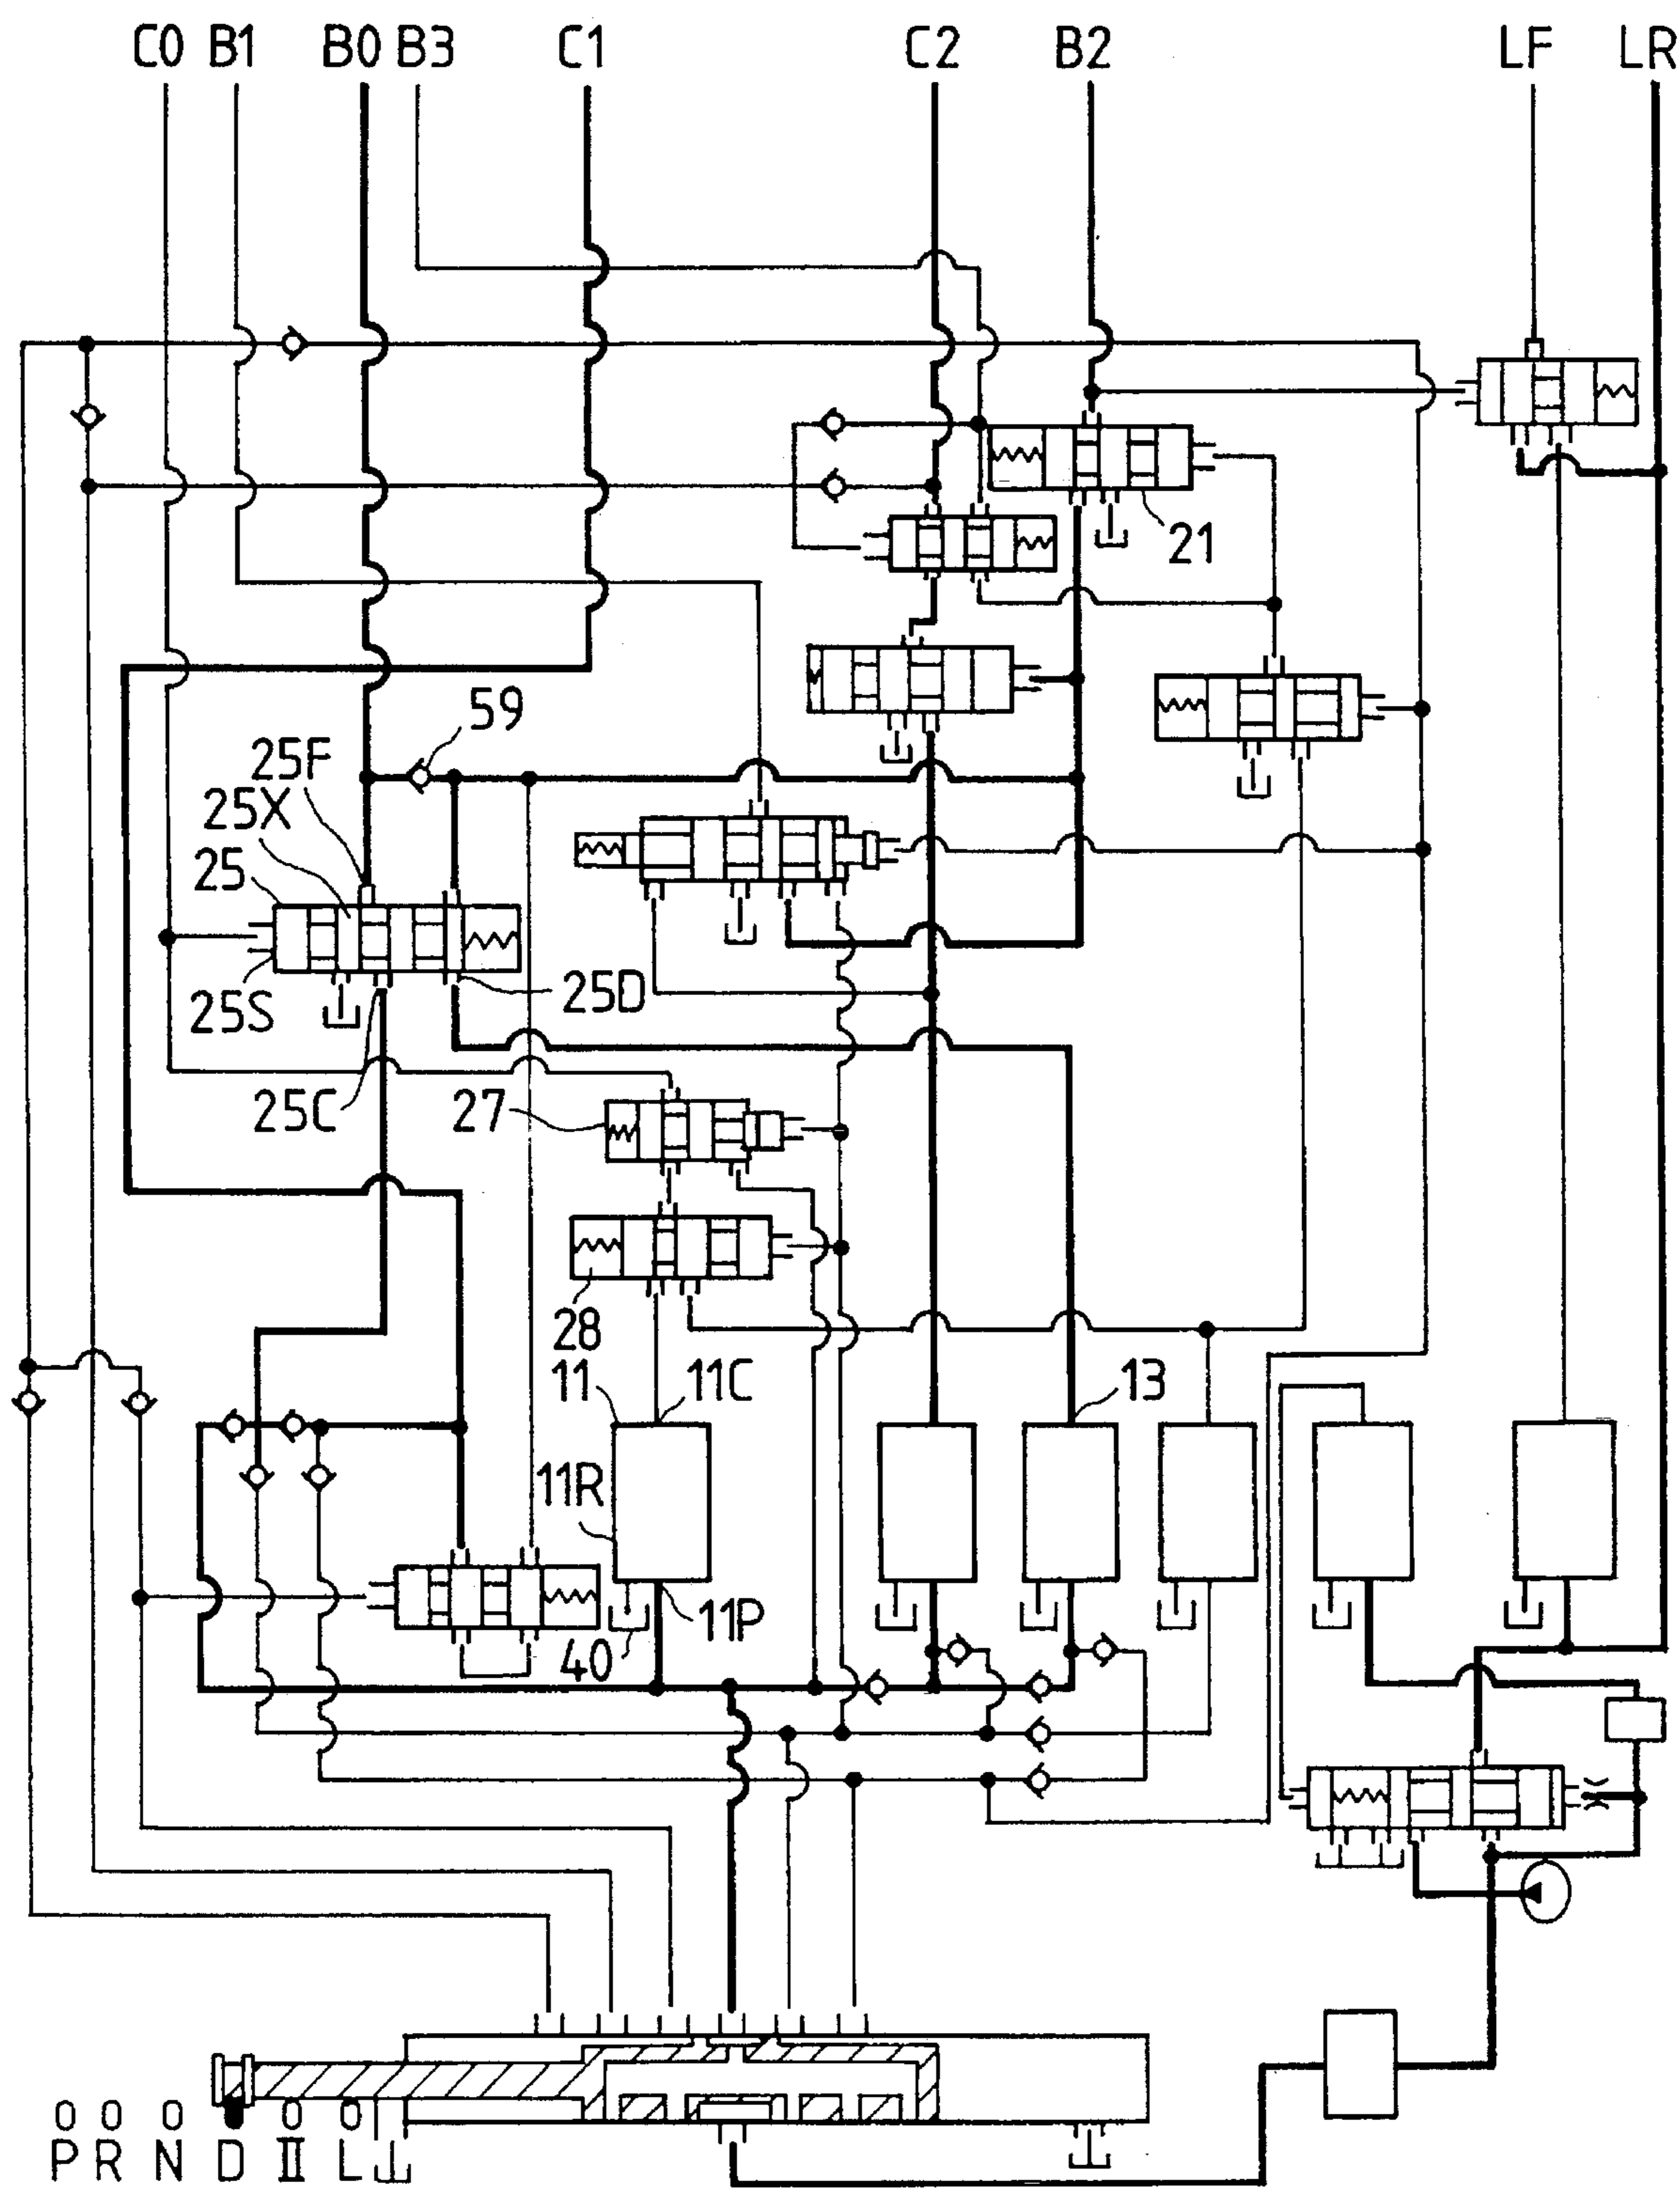 C0 B1 B0 B3 C1 C2 B2 LF LR
21
59
25F
25X
25
25S
25D
25C
27
28
11 11C 13
11R
11P
40
P R N D II L